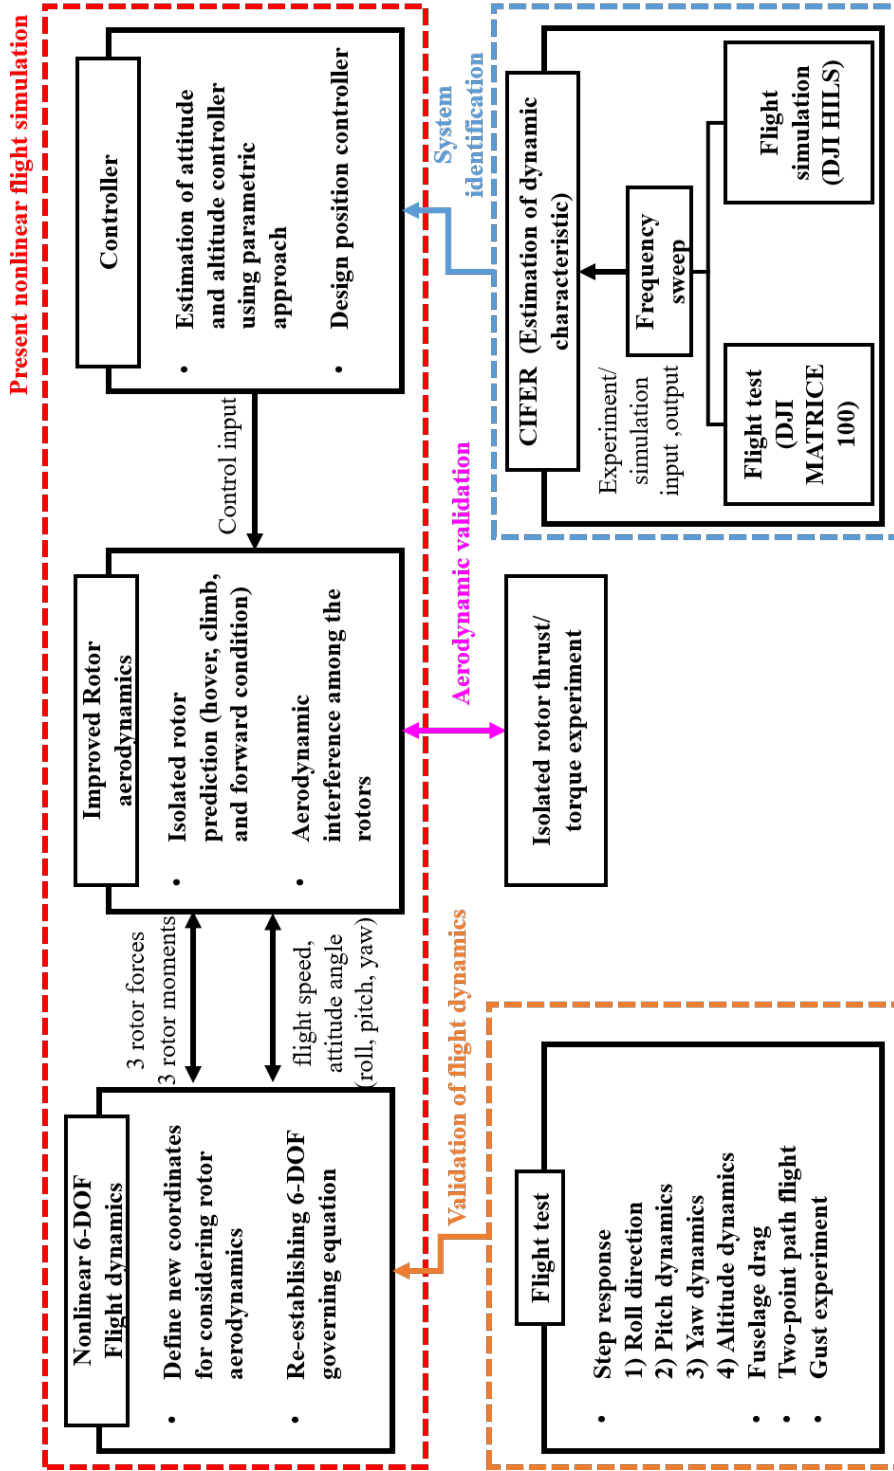 Present nonlinear flight simulation
Nonlinear 6-DOF
Flight dynamics
• Define new coordinates
for considering rotor
aerodynamics
• Re-establishing 6-DOF
governing equation
3 rotor forces
3 rotor moments
flight speed,
attitude angle
(roll, pitch, yaw)
Improved Rotor
aerodynamics
• Isolated rotor
prediction (hover, climb,
and forward condition)
• Aerodynamic
interference among the
rotors
Control input
Controller
• Estimation of attitude
and altitude controller
using parametric
approach
• Design position controller
Validation of flight dynamics
Aerodynamic validation
System
identification
Flight test
• Step response
1) Roll direction
2) Pitch dynamics
3) Yaw dynamics
4) Altitude dynamics
• Fuselage drag
• Two-point path flight
• Gust experiment
Isolated rotor thrust/
torque experiment
CIFER (Estimation of dynamic
characteristic)
Experiment/
simulation
input ,output
Frequency
sweep
Flight test
(DJI
MATRICE
100)
Flight
simulation
(DJI HILS)